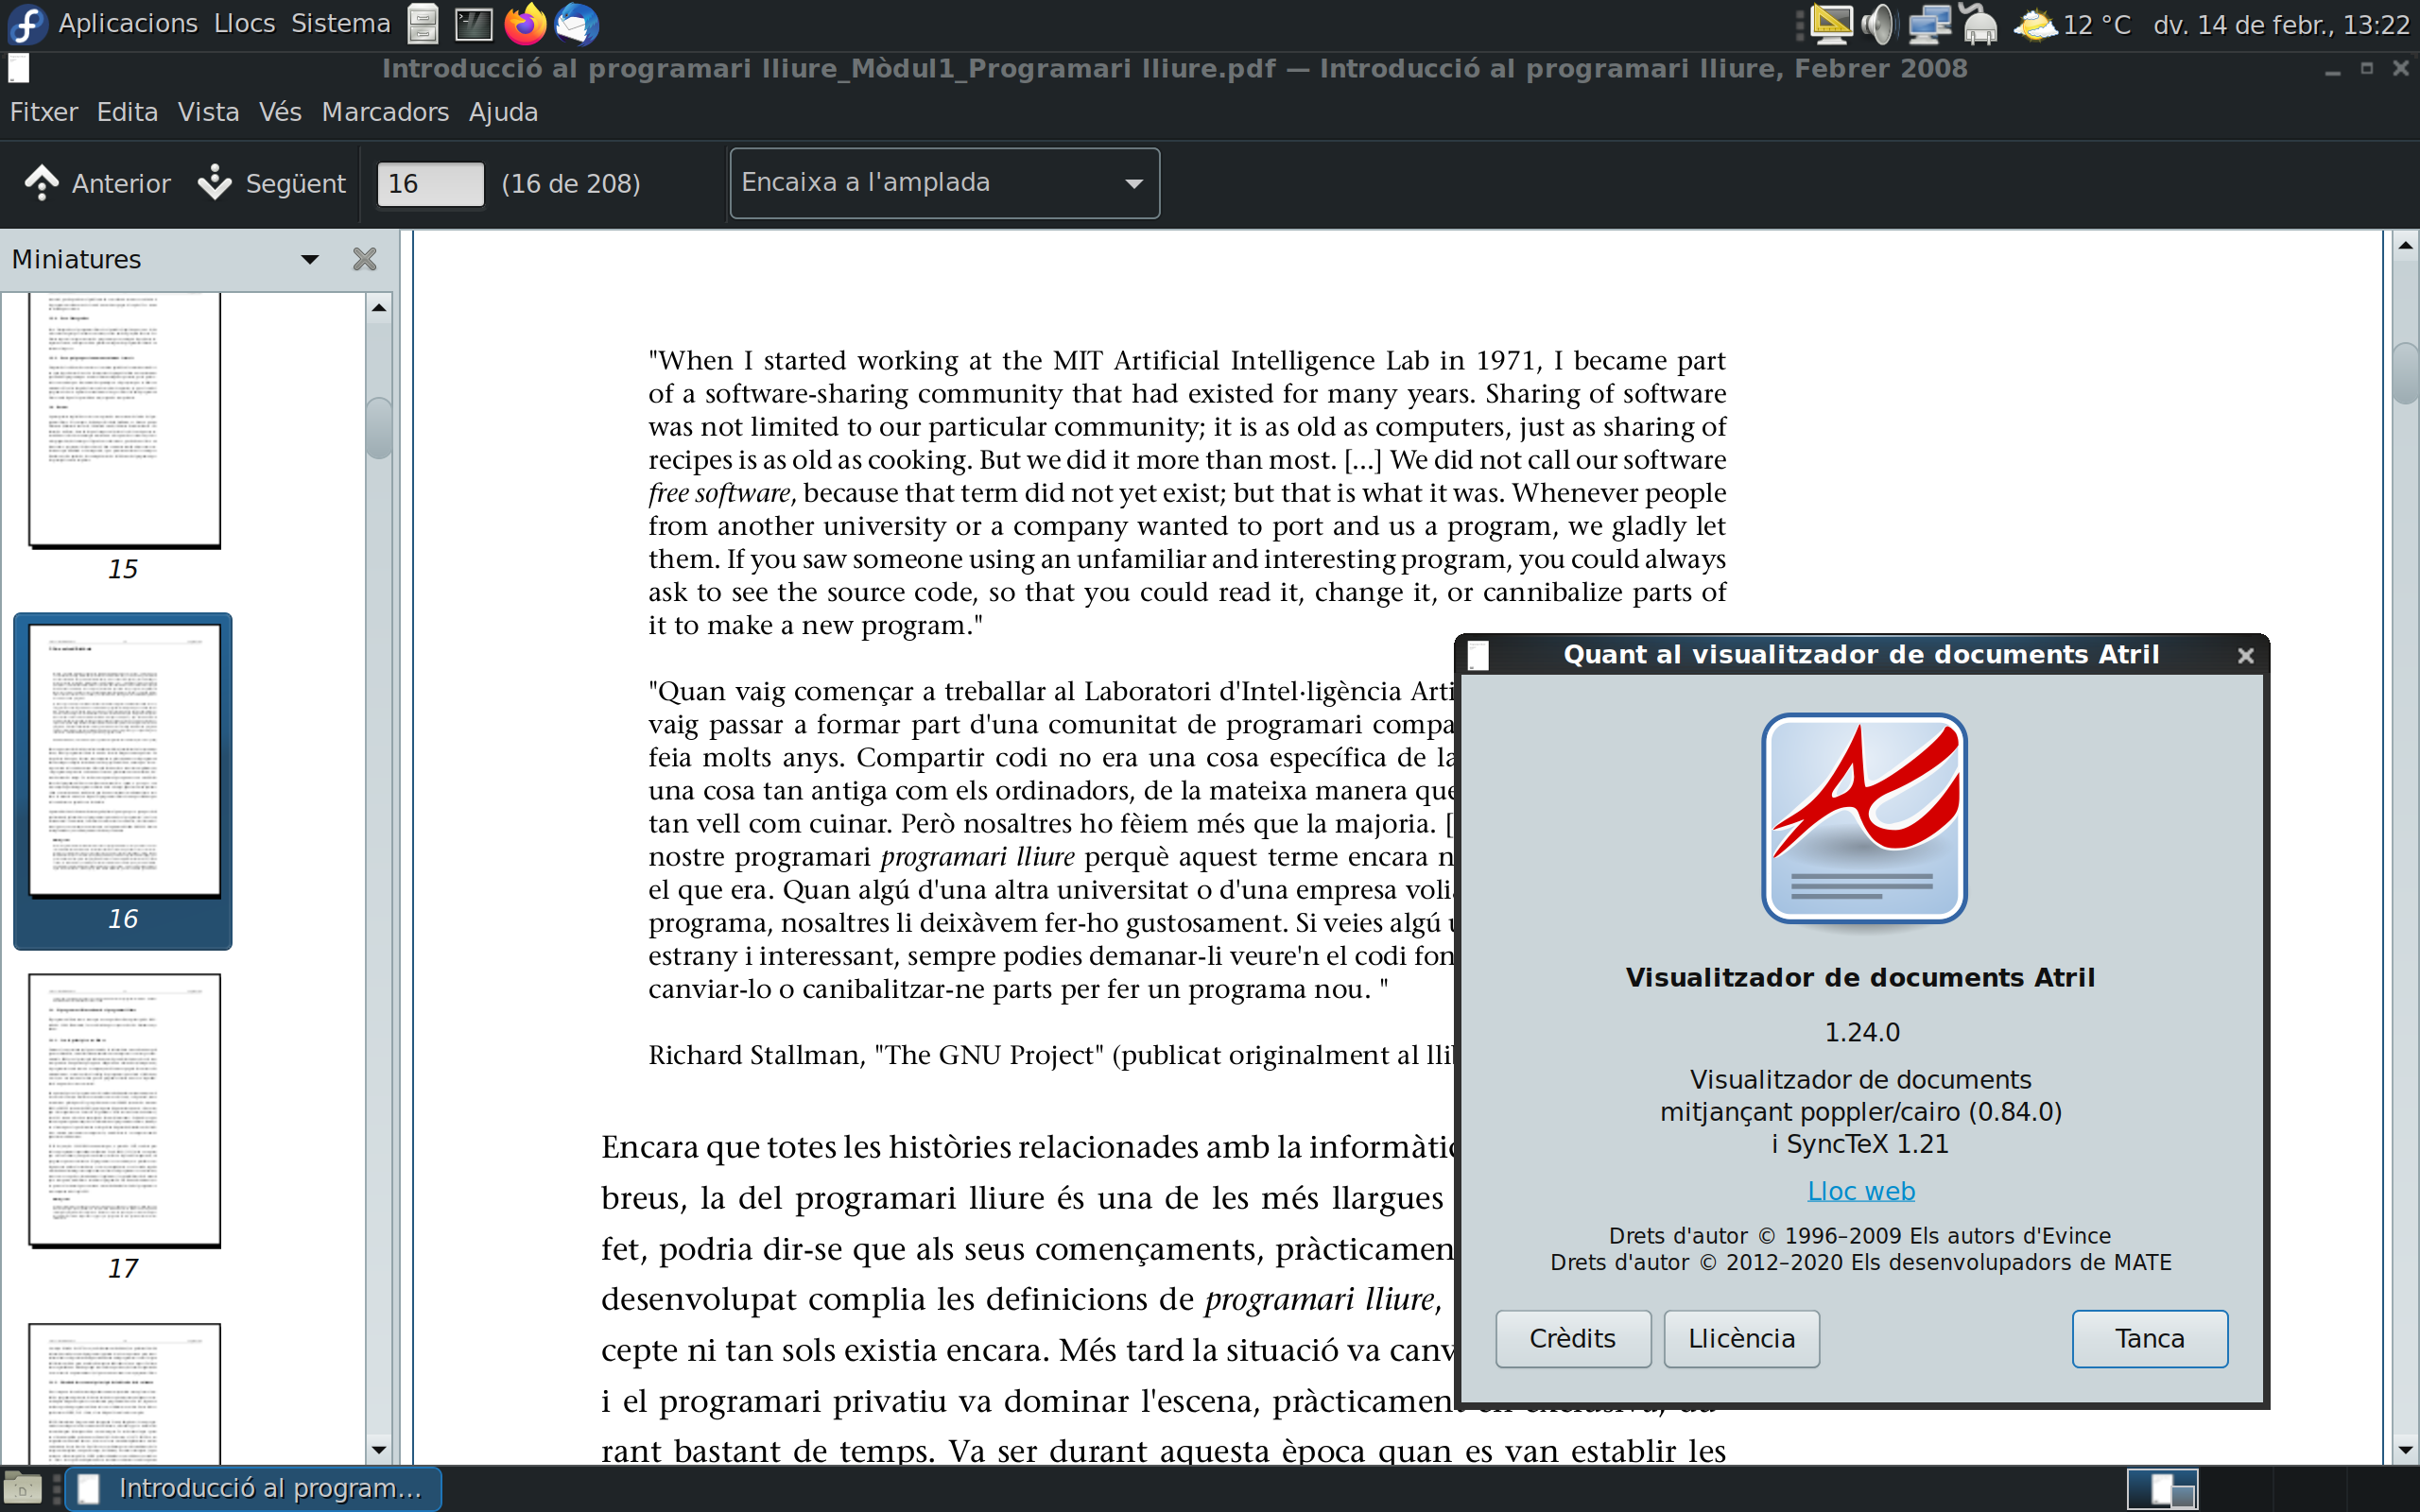 Aplicacions Llocs Sistema
12 °C dv. 14 de febr., 13:22
Introducció al programari lliure_Mòdul1_Programari lliure.pdf — Introducció al programari lliure, Febrer 2008
Fitxer Edita Vista Vés Marcadors Ajuda
Anterior Següent 16 (16 de 208) Encaixa a l'amplada
Miniatures
15
16
17
"When I started working at the MIT Artificial Intelligence Lab in 1971, I became part
of a software-sharing community that had existed for many years. Sharing of software
was not limited to our particular community; it is as old as computers, just as sharing of
recipes is as old as cooking. But we did it more than most. [...] We did not call our software
free software, because that term did not yet exist; but that is what it was. Whenever people
from another university or a company wanted to port and us a program, we gladly let
them. If you saw someone using an unfamiliar and interesting program, you could always
ask to see the source code, so that you could read it, change it, or cannibalize parts of
it to make a new program."
"Quan vaig començar a treballar al Laboratori d'Intel·ligència Arti
vaig passar a formar part d'una comunitat de programari compa
feia molts anys. Compartir codi no era una cosa específica de la
una cosa tan antiga com els ordinadors, de la mateixa manera que
tan vell com cuinar. Però nosaltres ho fèiem més que la majoria. [
nostre programari programari lliure perquè aquest terme encara n
el que era. Quan algú d'una altra universitat o d'una empresa voli
programa, nosaltres li deixàvem fer-ho gustosament. Si veies algú u
estrany i interessant, sempre podies demanar-li veure'n el codi fon
canviar-lo o canibalitzar-ne parts per fer un programa nou. "
Richard Stallman, "The GNU Project" (publicat originalment al lli
Encara que totes les històries relacionades amb la informàtic
breus, la del programari lliure és una de les més llargues
fet, podria dir-se que als seus començaments, pràcticamen
desenvolupat complia les definicions de programari lliure,
cepte ni tan sols existia encara. Més tard la situació va canv
i el programari privatiu va dominar l'escena, pràcticament en exclusiva, du-
rant bastant de temps. Va ser durant aquesta època quan es van establir les
Quant al visualitzador de documents Atril
Visualitzador de documents Atril
1.24.0
Visualitzador de documents
mitjançant poppler/cairo (0.84.0)
i SyncTeX 1.21
Lloc web
Drets d'autor © 1996–2009 Els autors d'Evince
Drets d'autor © 2012–2020 Els desenvolupadors de MATE
Crèdits Llicència Tanca
Introducció al program...